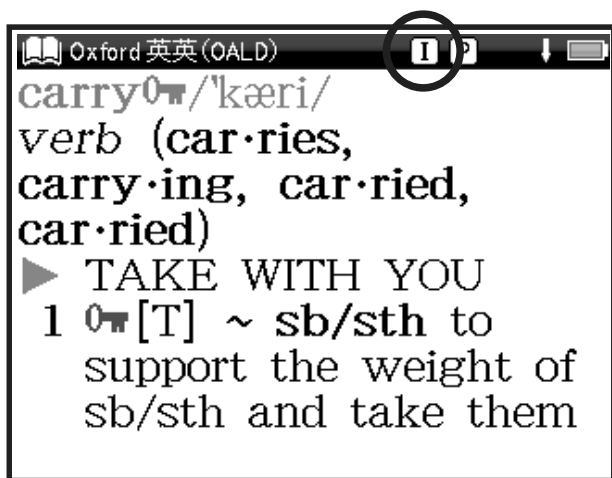 Oxford 英英(OALD) I P
carry /ˈkæri/
verb (car·ries,
carry·ing, car·ried,
car·ried)
▶ TAKE WITH YOU
1 [T] ~ sb/sth to
support the weight of
sb/sth and take them